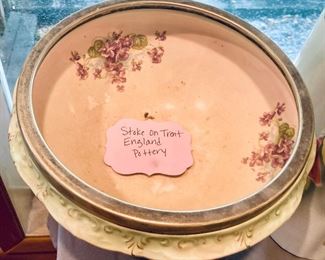 Stoke on Trent
England
Pottery